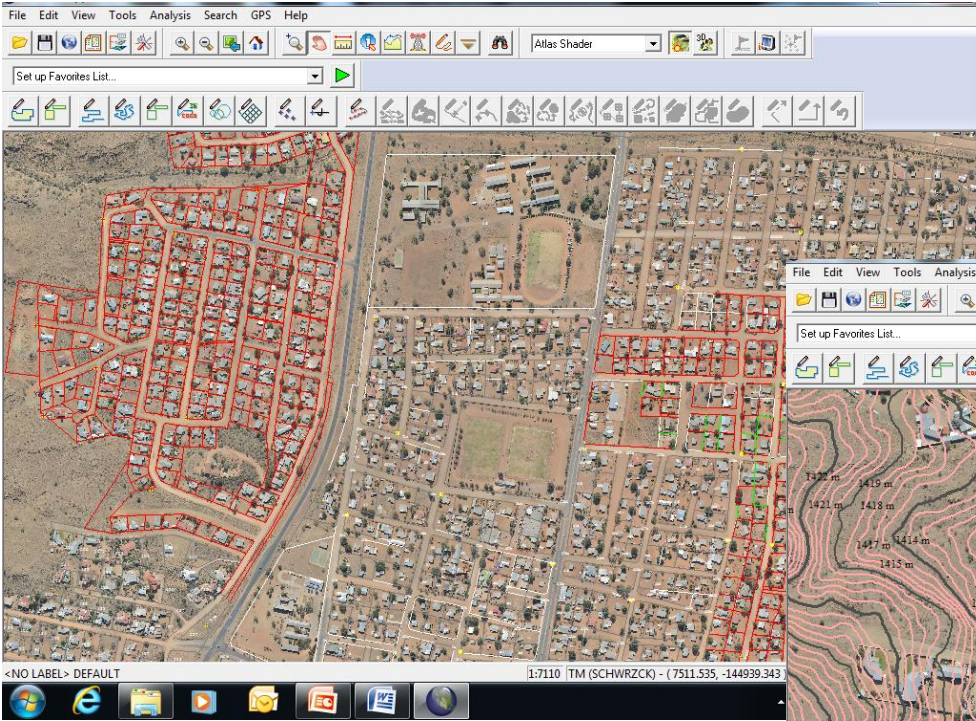 File Edit View Tools Analysis Search GPS Help
Atlas Shader
3D
Set up Favorites List...
File Edit View Tools Analysis
Set up Favorites List...
1422 m
1419 m
1421 m
1418 m
1417 m
1414 m
1415 m
<NO LABEL> DEFAULT
1:7110 TM (SCHWRZCK) - ( 7511.535, -144939.343 )